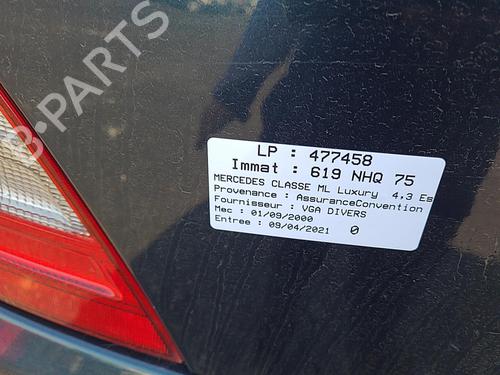 B-PARTS
LP : 477458
Immat : 619 NHQ 75
MERCEDES CLASSE ML Luxury 4,3 Es
Provenance : AssuranceConvention
Fournisseur : VGA DIVERS
Mec : 01/09/2000
Entree : 09/04/2021 0